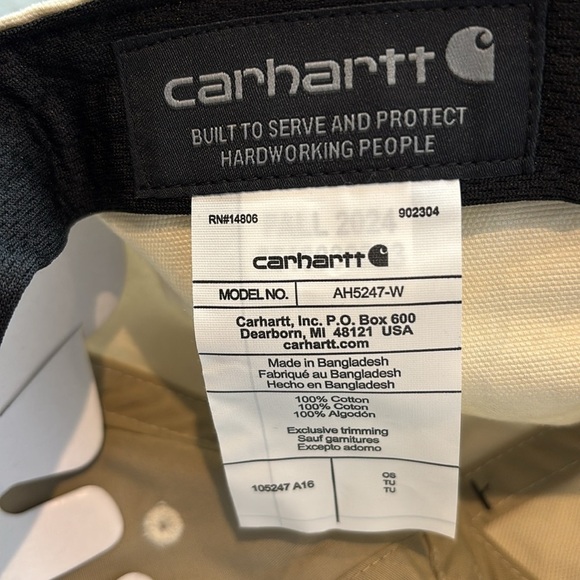 carhartt
BUILT TO SERVE AND PROTECT
HARDWORKING PEOPLE
RN#14806 902304
FALL 2024
carhartt
MODEL NO. AH5247-W
Carhartt, Inc. P.O. Box 600
Dearborn, MI 48121 USA
carhartt.com
Made in Bangladesh
Fabriqué au Bangladesh
Hecho en Bangladesh
100% Cotton
100% Coton
100% Algodón
Exclusive trimming
Sauf garnitures
Excepto adorno
105247 A16 OS
TU
TU